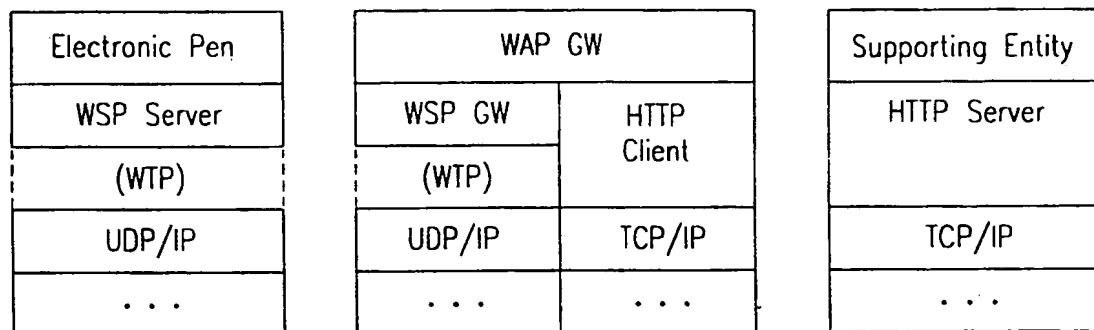 Electronic Pen
WSP Server
(WTP)
UDP/IP
. . .
WAP GW
WSP GW
(WTP)
UDP/IP
. . .
HTTP
Client
TCP/IP
. . .
Supporting Entity
HTTP Server
TCP/IP
. . .